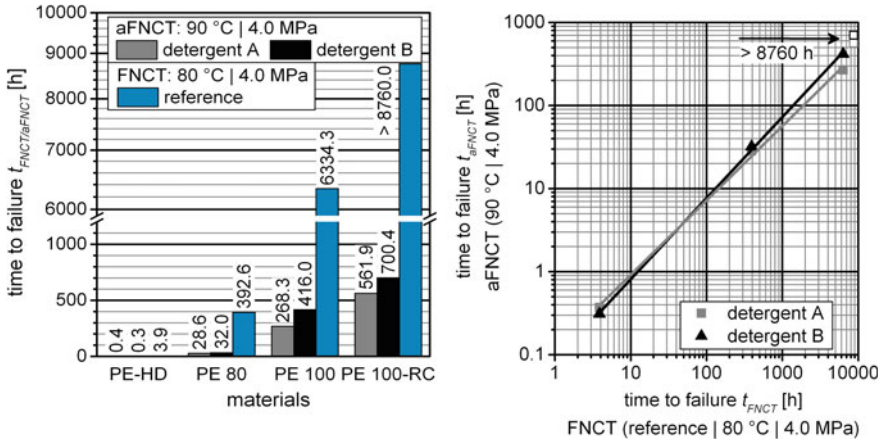 10000
9000
8000
7000
6000
1000
500
0
time to failure tFNCT/aFNCT [h]
aFNCT: 90 °C | 4.0 MPa
detergent A detergent B
FNCT: 80 °C | 4.0 MPa
reference
0.4
0.3
3.9
28.6
32.0
392.6
268.3
416.0
6334.3
561.9
700.4
> 8760.0
PE-HD PE 80 PE 100 PE 100-RC
materials
1000
100
10
1
0.1
time to failure taFNCT [h]
aFNCT (90 °C | 4.0 MPa)
> 8760 h
detergent A
detergent B
1 10 100 1000 10000
time to failure tFNCT [h]
FNCT (reference | 80 °C | 4.0 MPa)